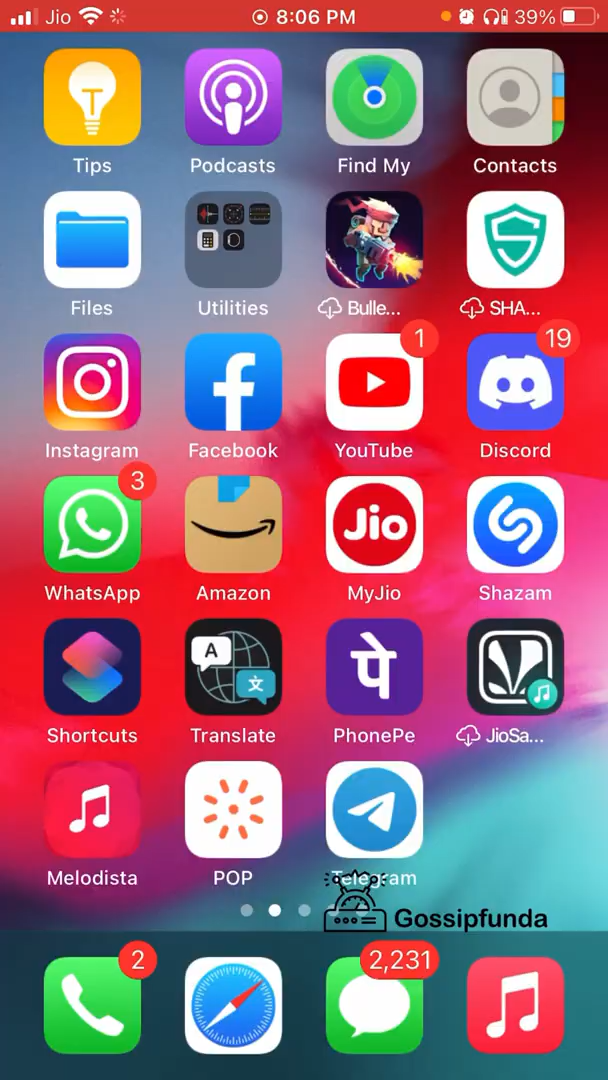 Jio 8:06 PM 39%
Tips Podcasts Find My Contacts
Files Utilities Bulle... SHA...
1 19
Instagram Facebook YouTube Discord
3
Jio
WhatsApp Amazon MyJio Shazam
A 文 पे
Shortcuts Translate PhonePe JioSa...
Melodista POP Telegram
Gossipfunda
2 2,231